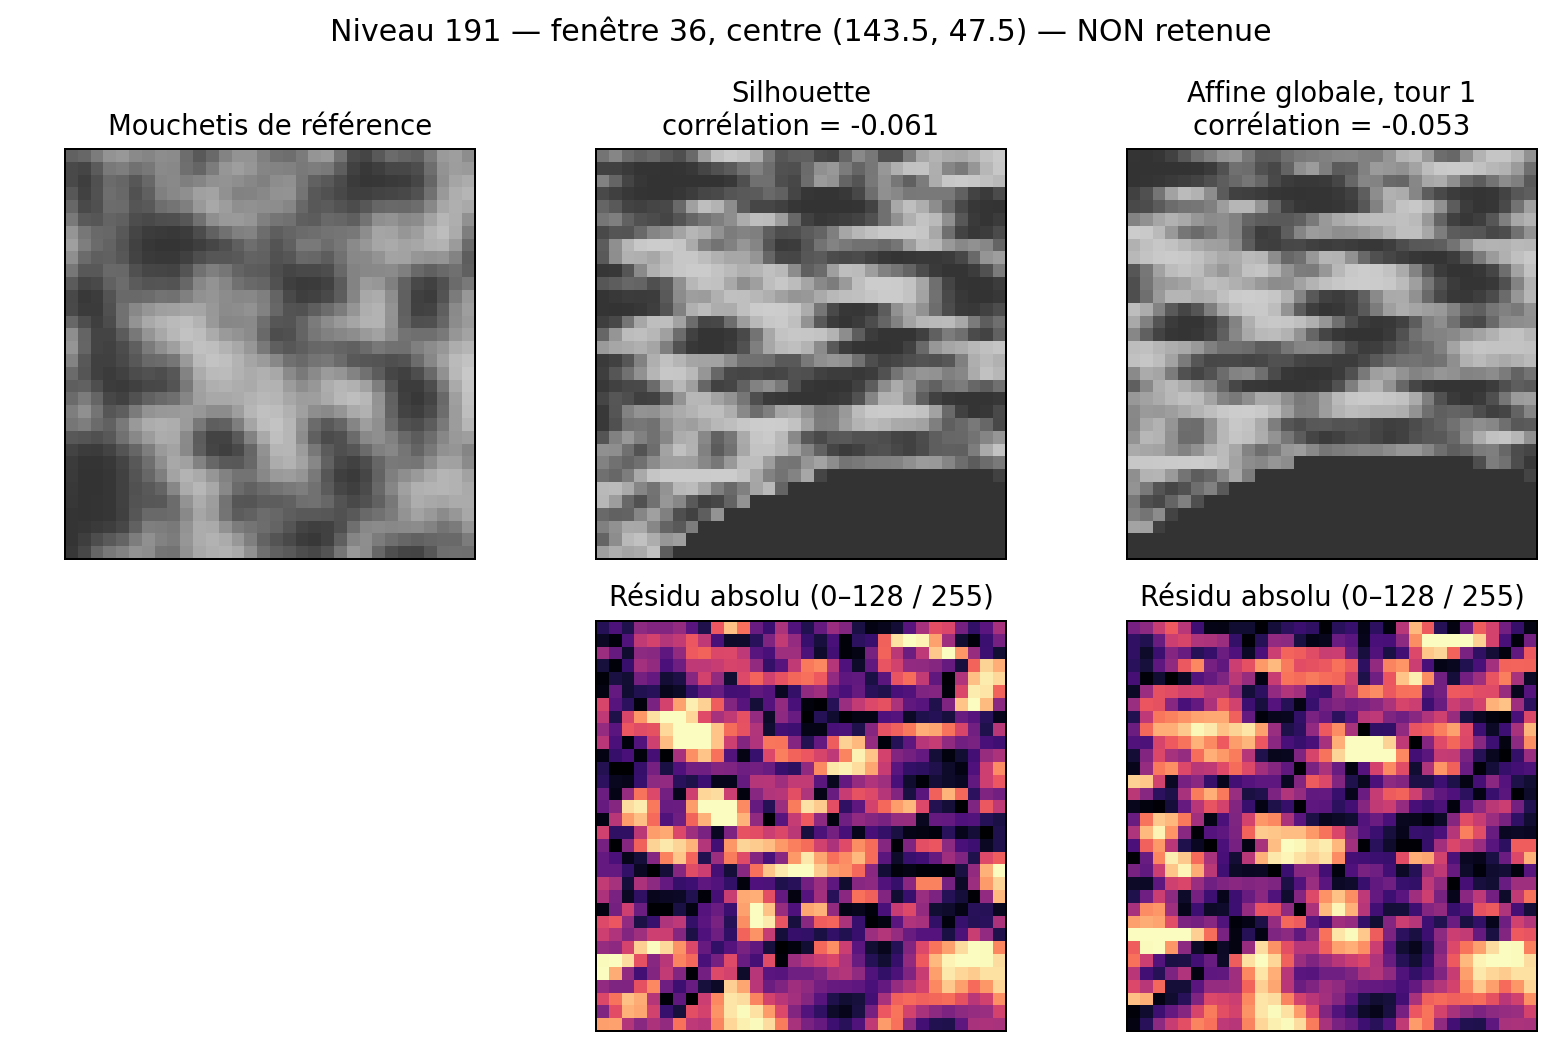 Niveau 191 — fenêtre 36, centre (143.5, 47.5) — NON retenue
Mouchetis de référence
Silhouette
corrélation = -0.061
Affine globale, tour 1
corrélation = -0.053
Résidu absolu (0–128 / 255)
Résidu absolu (0–128 / 255)